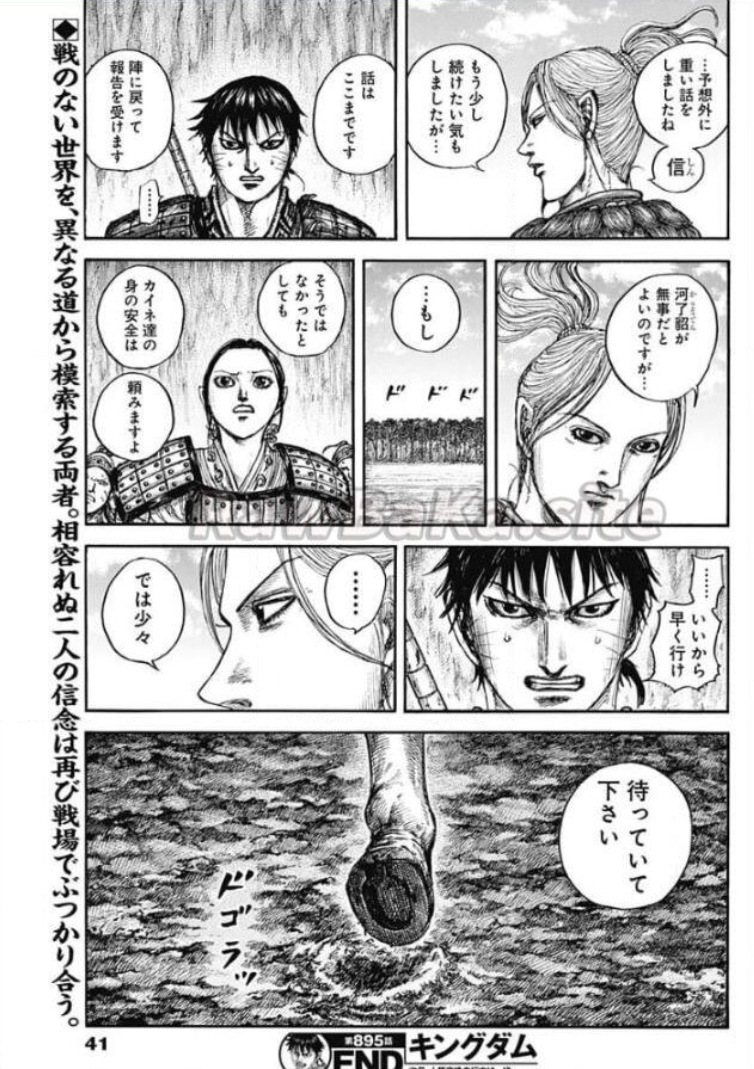 …予想外に
重い話を
しましたね
信
しん
もう少し
続けたい気も
しましたが…
話は
ここまでです
陣に戻って
報告を受けます
……
河了貂が
無事だと
よいのですが…
…もし
ドドド
そうでは
なかったと
しても
カイネ達の
身の安全は
頼みますよ
……
いいから
早く行け
……
では少々
待っていて
下さい
ドゴラッ
◆戦のない世界を、異なる道から模索する両者。相容れぬ二人の信念は再び戦場でぶつかり合う。
RawBaka.site
41
第895話
END
キングダム